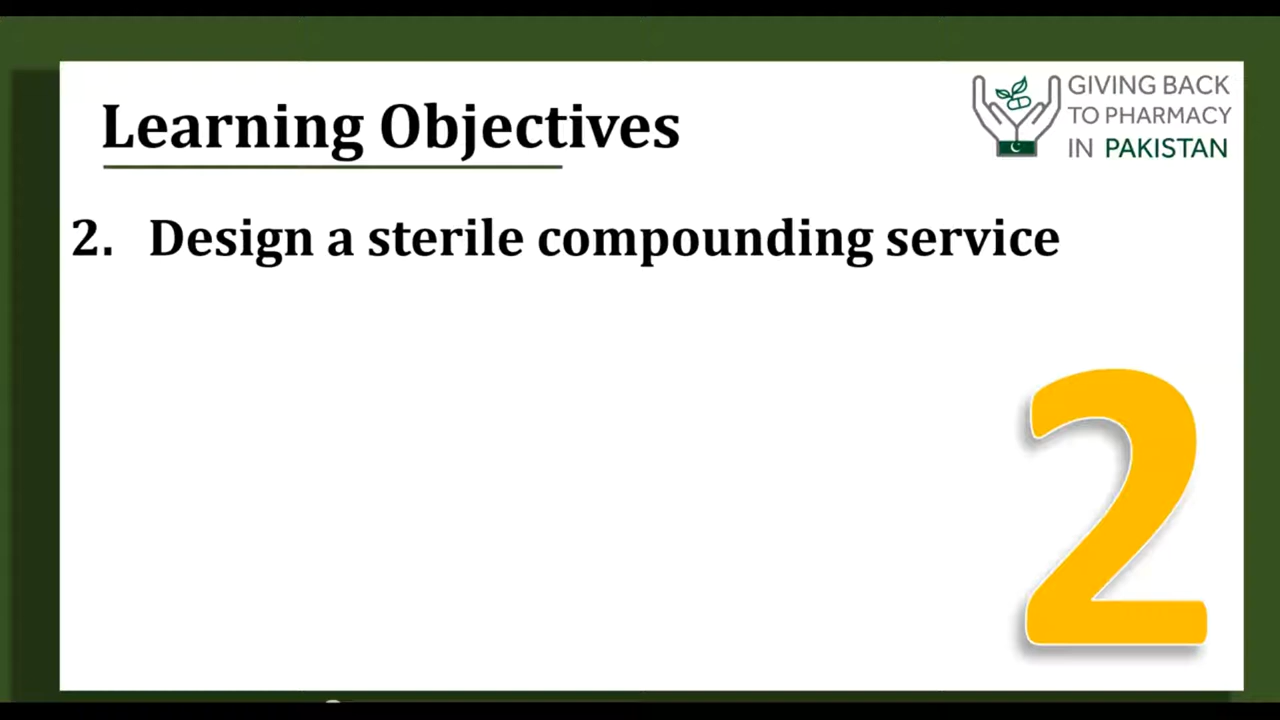 Learning Objectives
GIVING BACK
TO PHARMACY
IN PAKISTAN
2. Design a sterile compounding service
2